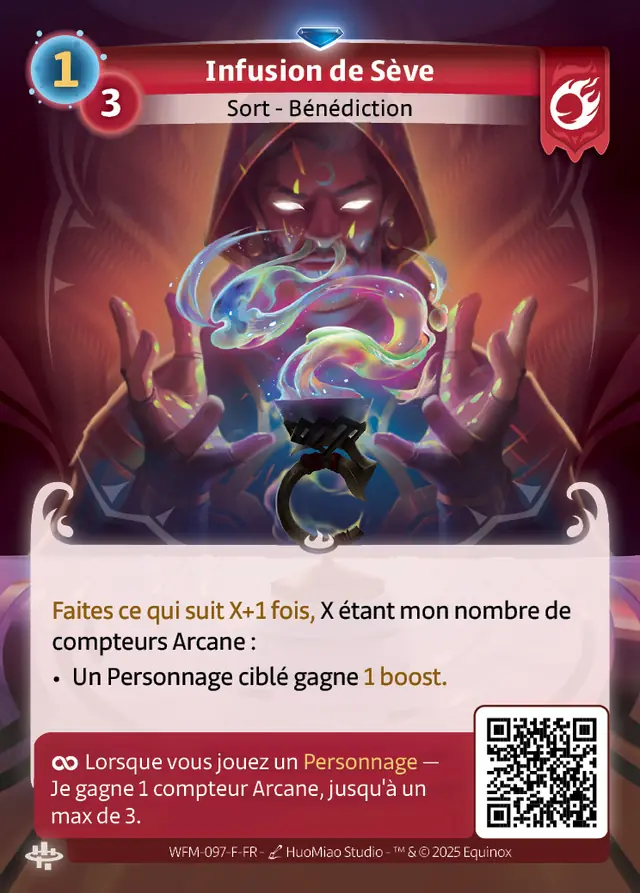 1
Infusion de Sève
3
Sort - Bénédiction
Faites ce qui suit X+1 fois, X étant mon nombre de
compteurs Arcane :
• Un Personnage ciblé gagne 1 boost.
∞ Lorsque vous jouez un Personnage —
Je gagne 1 compteur Arcane, jusqu'à un
max de 3.
WFM-097-F-FR - HuoMiao Studio - ™ & © 2025 Equinox